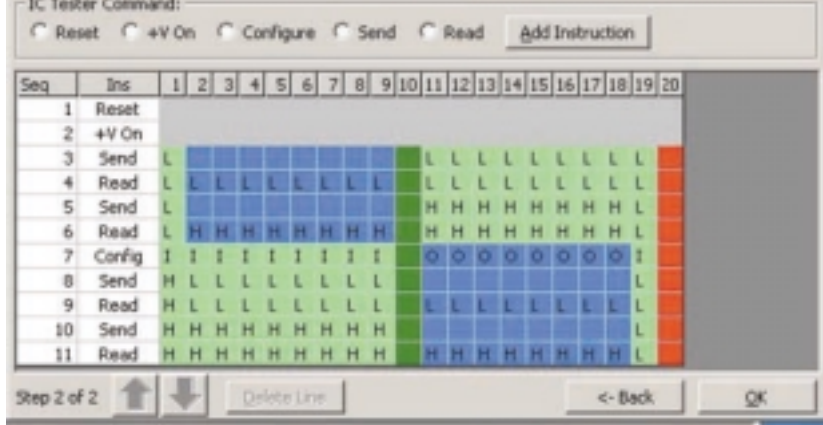 IC Tester Command:
Reset +V On Configure Send Read Add Instruction
Seq Ins 1 2 3 4 5 6 7 8 9 10 11 12 13 14 15 16 17 18 19 20
1 Reset
2 +V On
3 Send L L L L L L L L L L
4 Read L L L L L L L L L L L L L L L L L L
5 Send L H H H H H H H H L
6 Read L H H H H H H H H H H H H H H H H L
7 Config I I I I I I I I I O O O O O O O O I
8 Send H L L L L L L L L L
9 Read H L L L L L L L L L L L L L L L L L
10 Send H H H H H H H H H L
11 Read H H H H H H H H H H H H H H H H H L
Step 2 of 2 Delete Line <- Back OK